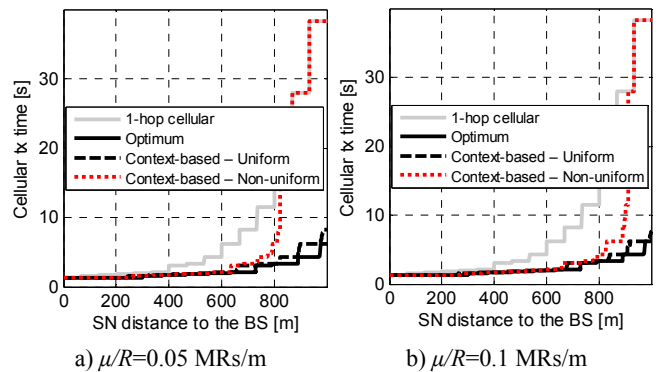 Cellular tx time [s]
30
20
10
0
0 200 400 600 800
SN distance to the BS [m]
1-hop cellular
Optimum
Context-based – Uniform
Context-based – Non-uniform
a) μ/R=0.05 MRs/m
Cellular tx time [s]
30
20
10
0
0 200 400 600 800
SN distance to the BS [m]
1-hop cellular
Optimum
Context-based – Uniform
Context-based – Non-uniform
b) μ/R=0.1 MRs/m